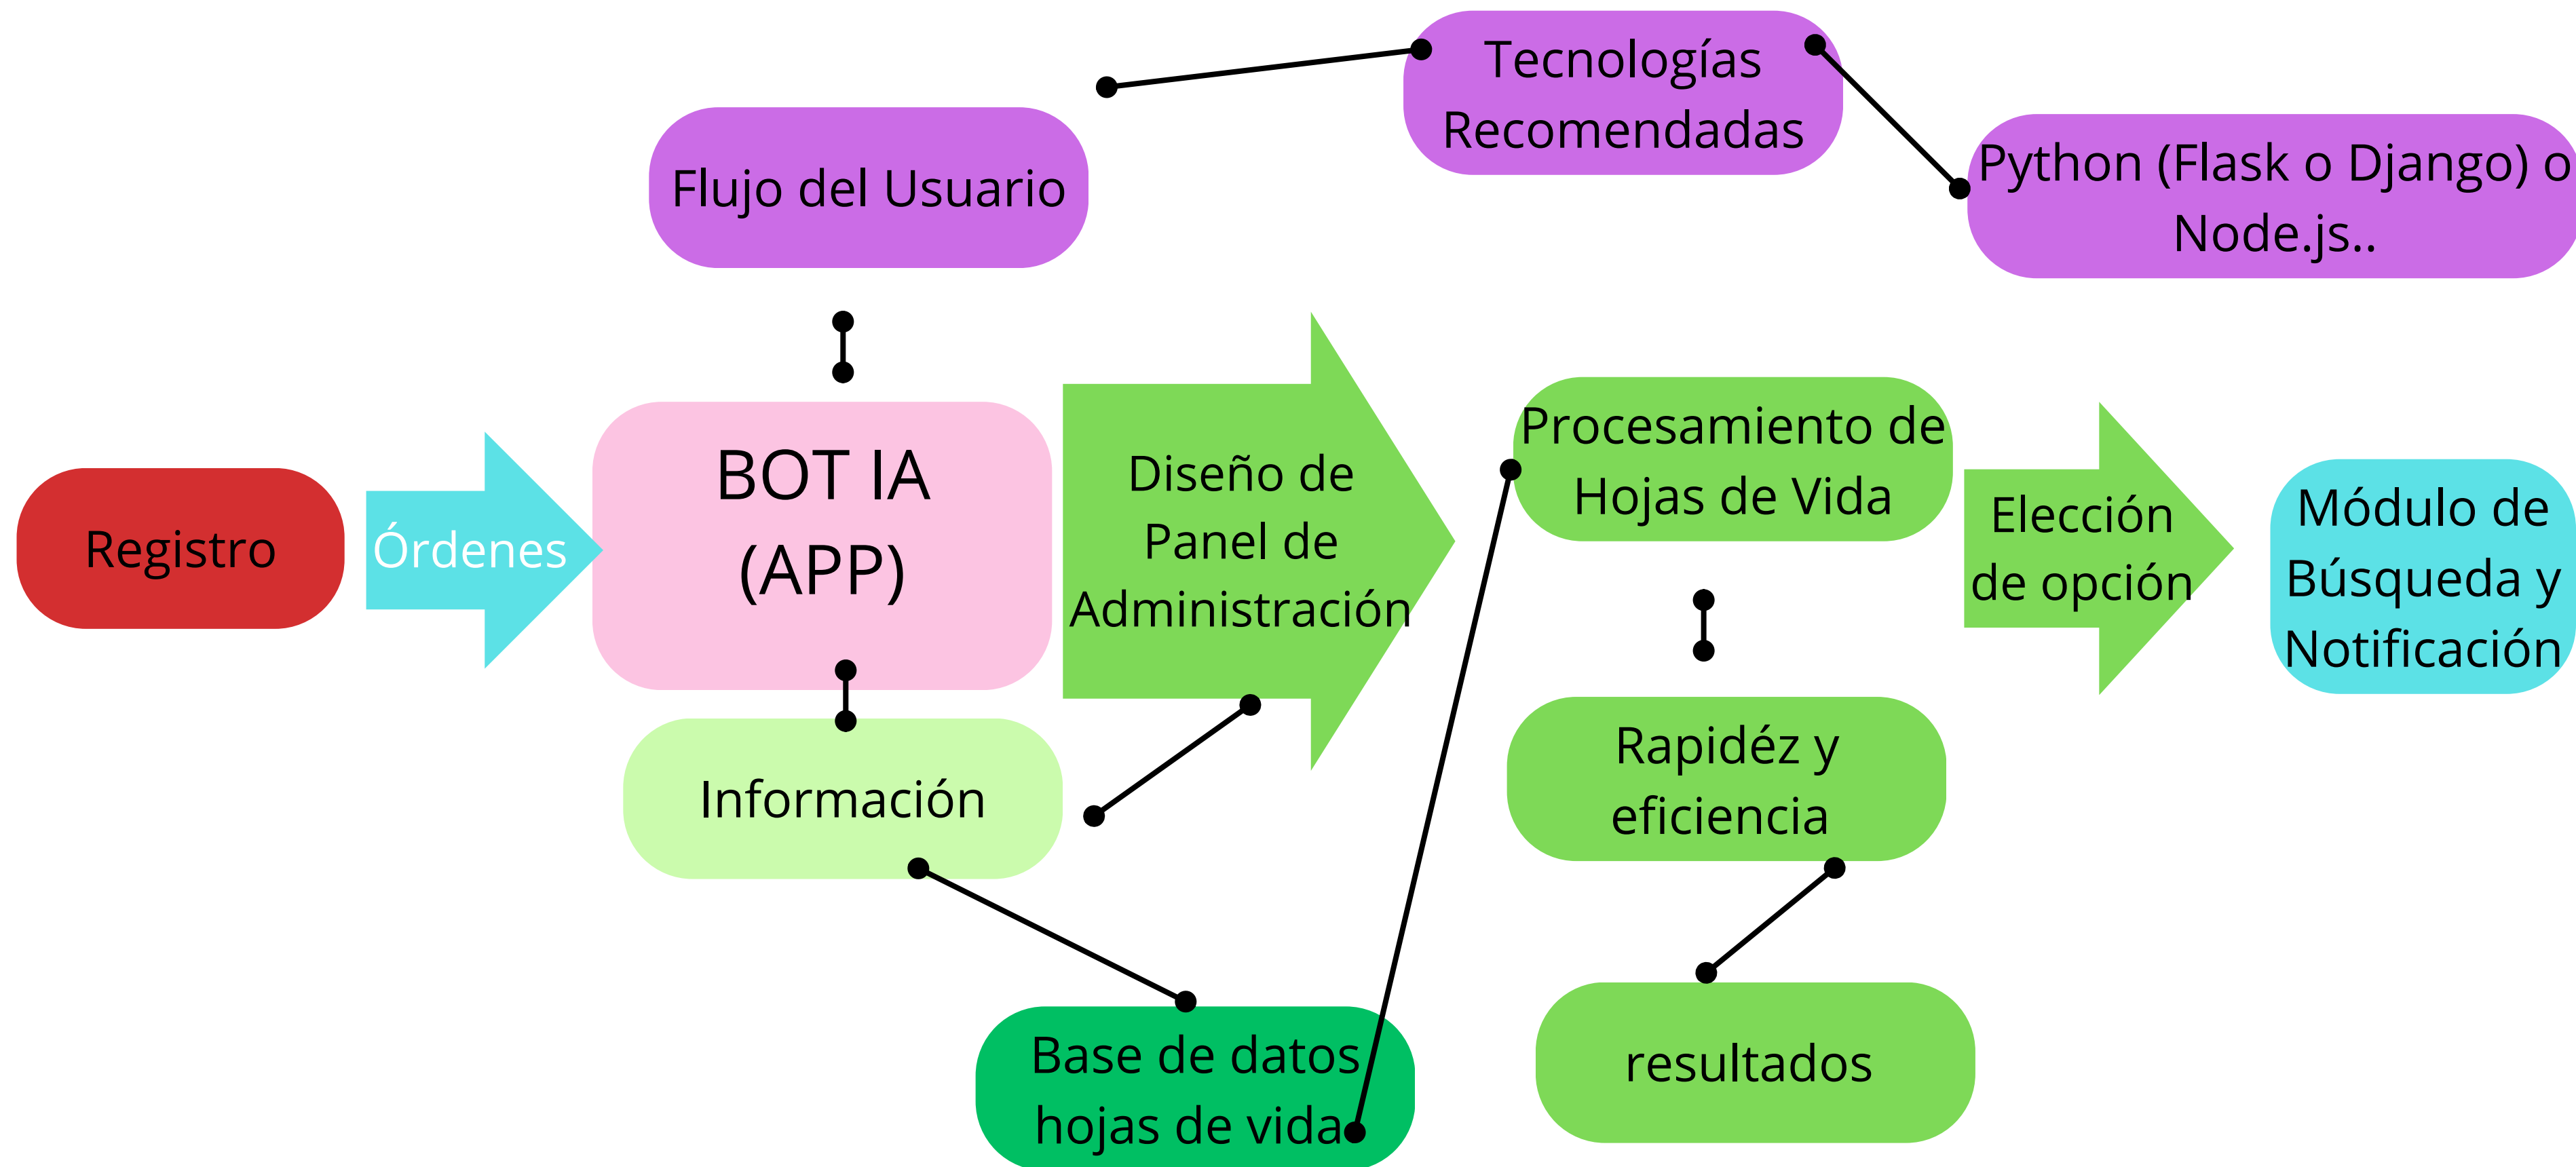 Tecnologías
Recomendadas
Flujo del Usuario
Python (Flask o Django) o
Node.js..
Registro
Órdenes
BOT IA
(APP)
Diseño de
Panel de
Administración
Procesamiento de
Hojas de Vida
Elección
de opción
Módulo de
Búsqueda y
Notificación
Información
Rapidéz y
eficiencia
Base de datos
hojas de vida
resultados